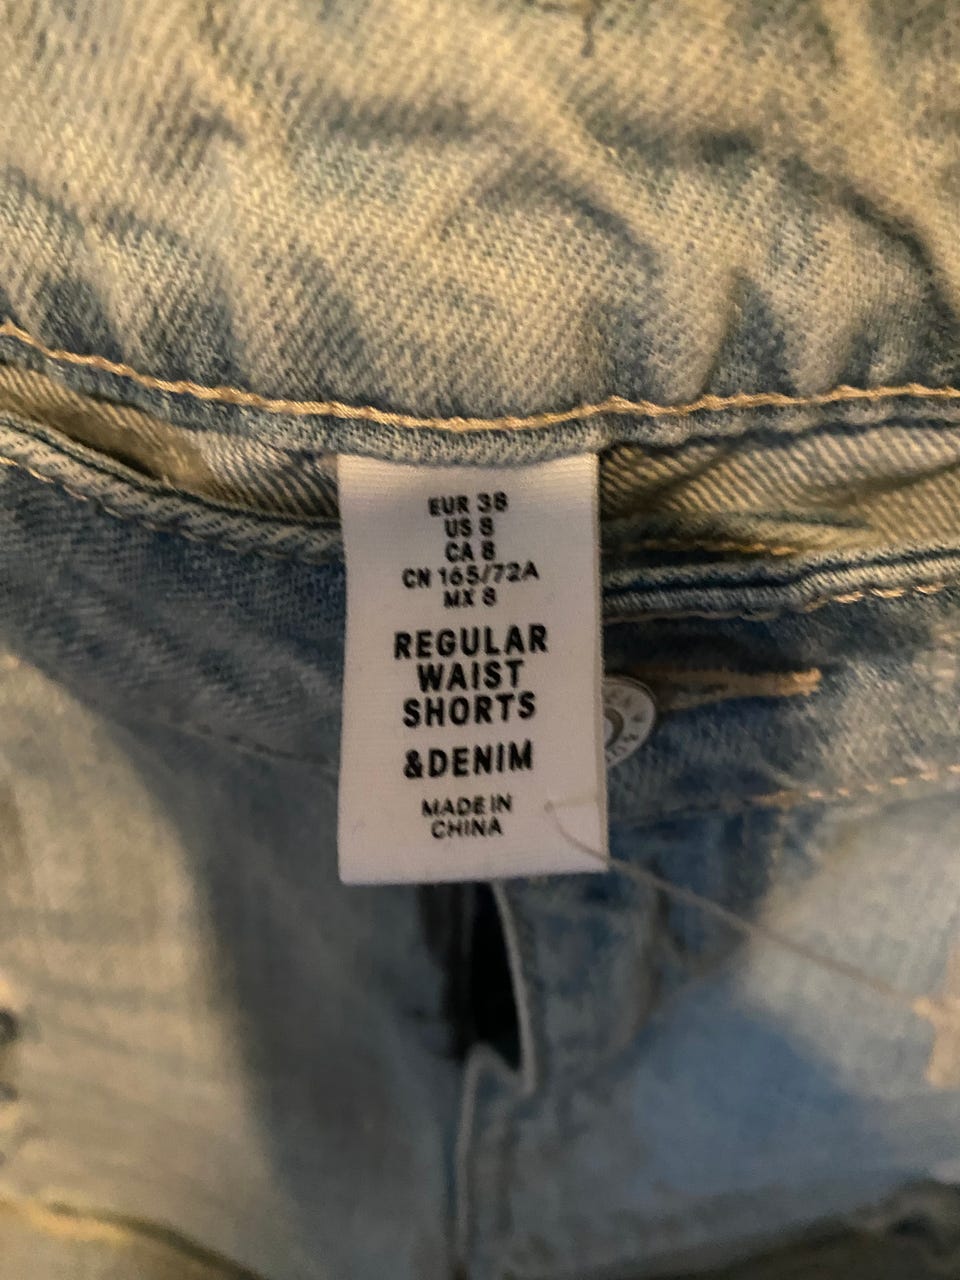 EUR 38
US 8
CA 8
CN 165/72A
MX 8
REGULAR
WAIST
SHORTS
&DENIM
MADE IN
CHINA